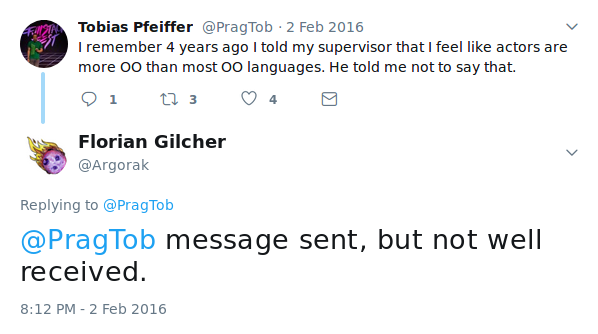 Tobias Pfeiffer @PragTob · 2 Feb 2016
I remember 4 years ago I told my supervisor that I feel like actors are
more OO than most OO languages. He told me not to say that.
1 3 4
Florian Gilcher
@Argorak
Replying to @PragTob
@PragTob message sent, but not well
received.
8:12 PM - 2 Feb 2016